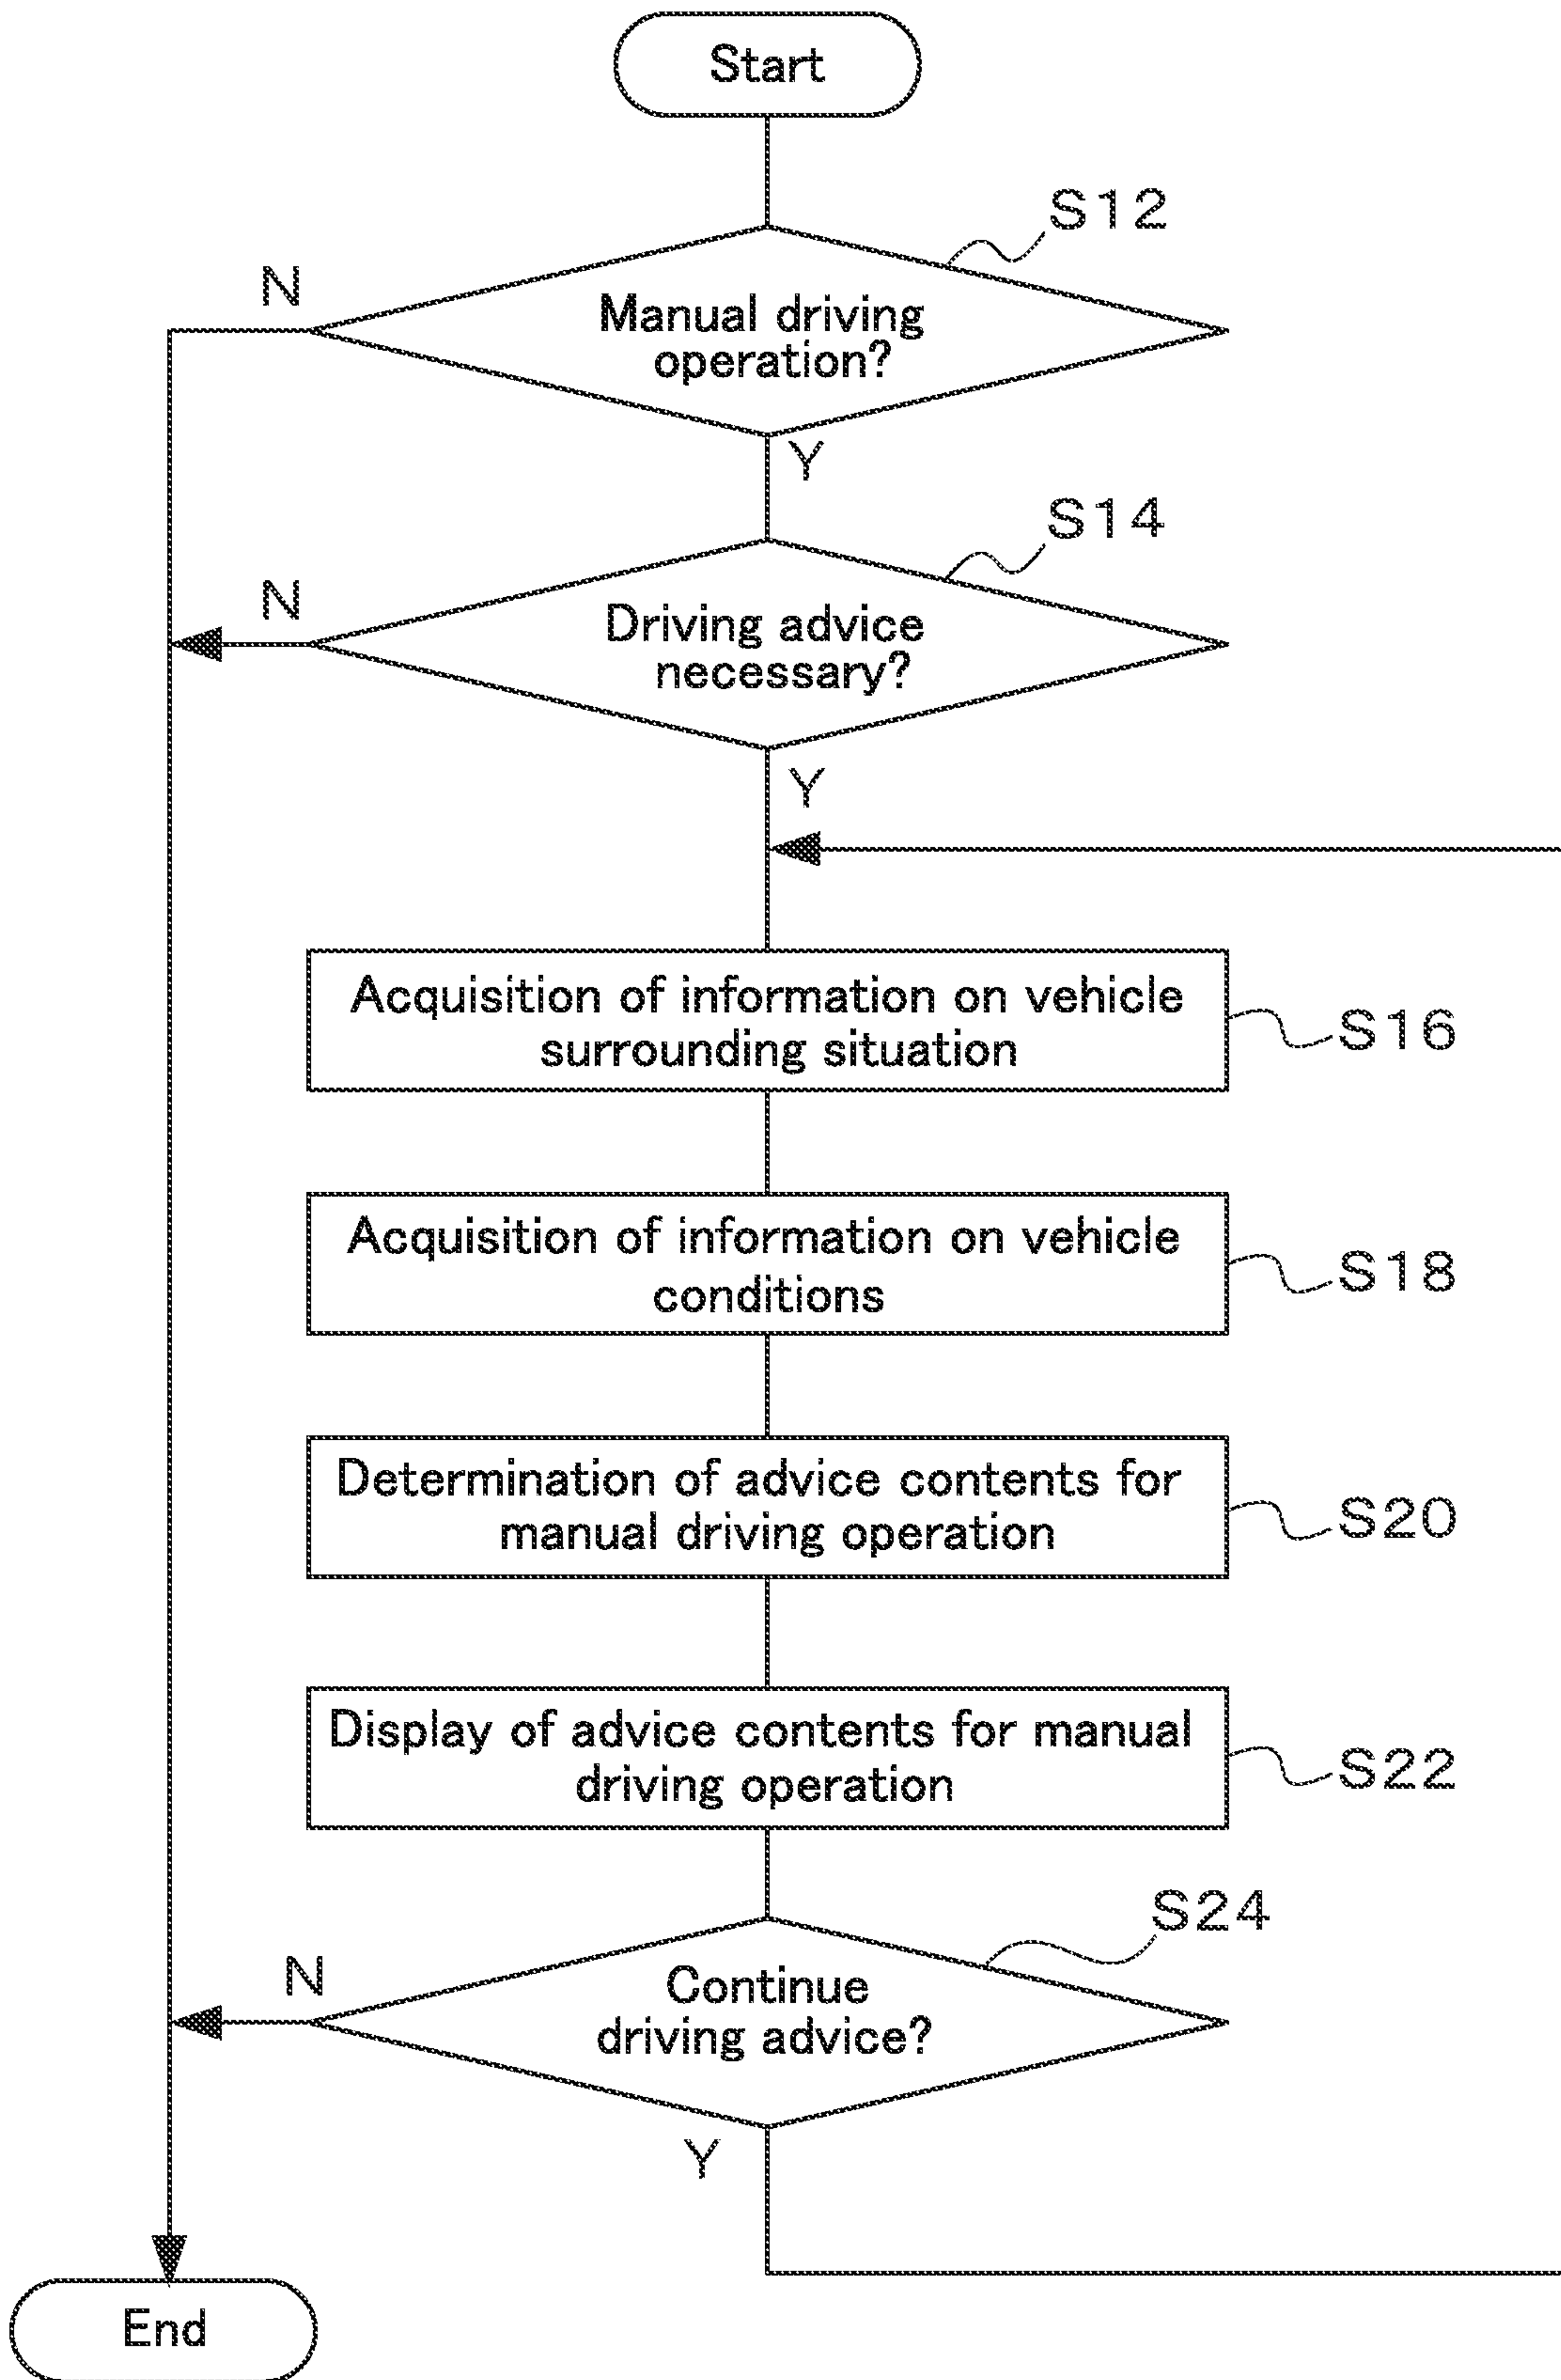 Start
S12
N
Manual driving
operation?
Y
S14
N
Driving advice
necessary?
Y
Acquisition of information on vehicle
surrounding situation
S16
Acquisition of information on vehicle
conditions
S18
Determination of advice contents for
manual driving operation
S20
Display of advice contents for manual
driving operation
S22
S24
N
Continue
driving advice?
Y
End